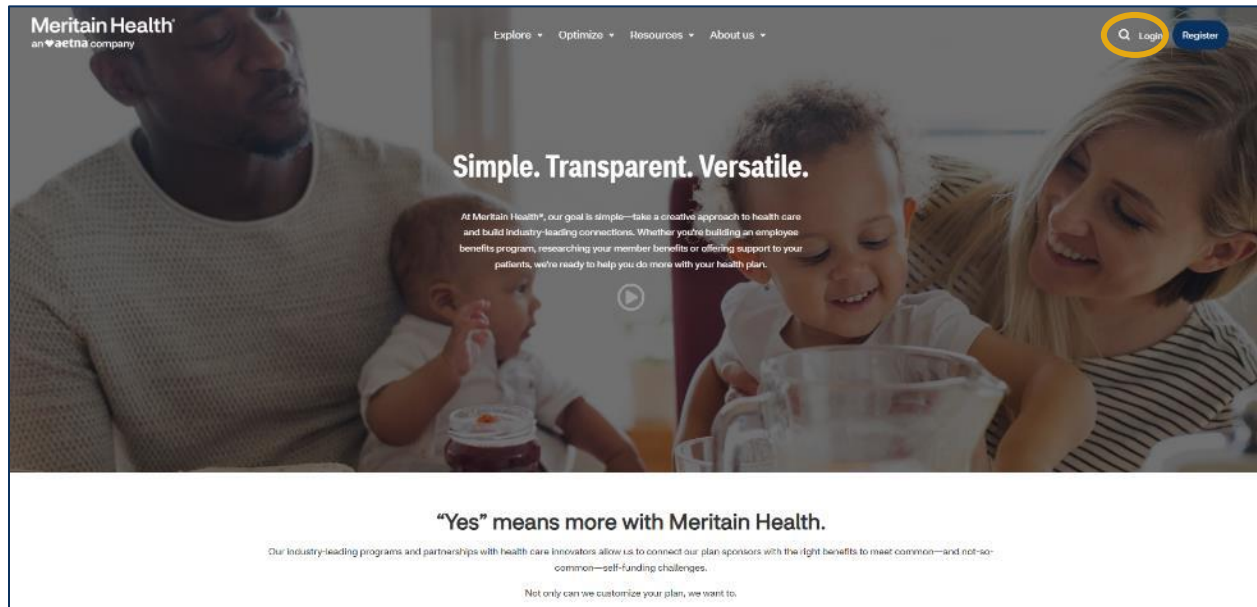 Meritain Health®
an ♥aetna company
Explore Optimize Resources About us
Login Register
Simple. Transparent. Versatile.
At Meritain Health®, our goal is simple—take a creative approach to health care
and build industry-leading connections. Whether you're building an employee
benefits program, researching your member benefits or offering support to your
patients, we're ready to help you do more with your health plan.
“Yes” means more with Meritain Health.
Our industry-leading programs and partnerships with health care innovators allow us to connect our plan sponsors with the right benefits to meet common—and not-so-
common—self-funding challenges.
Not only can we customize your plan, we want to.